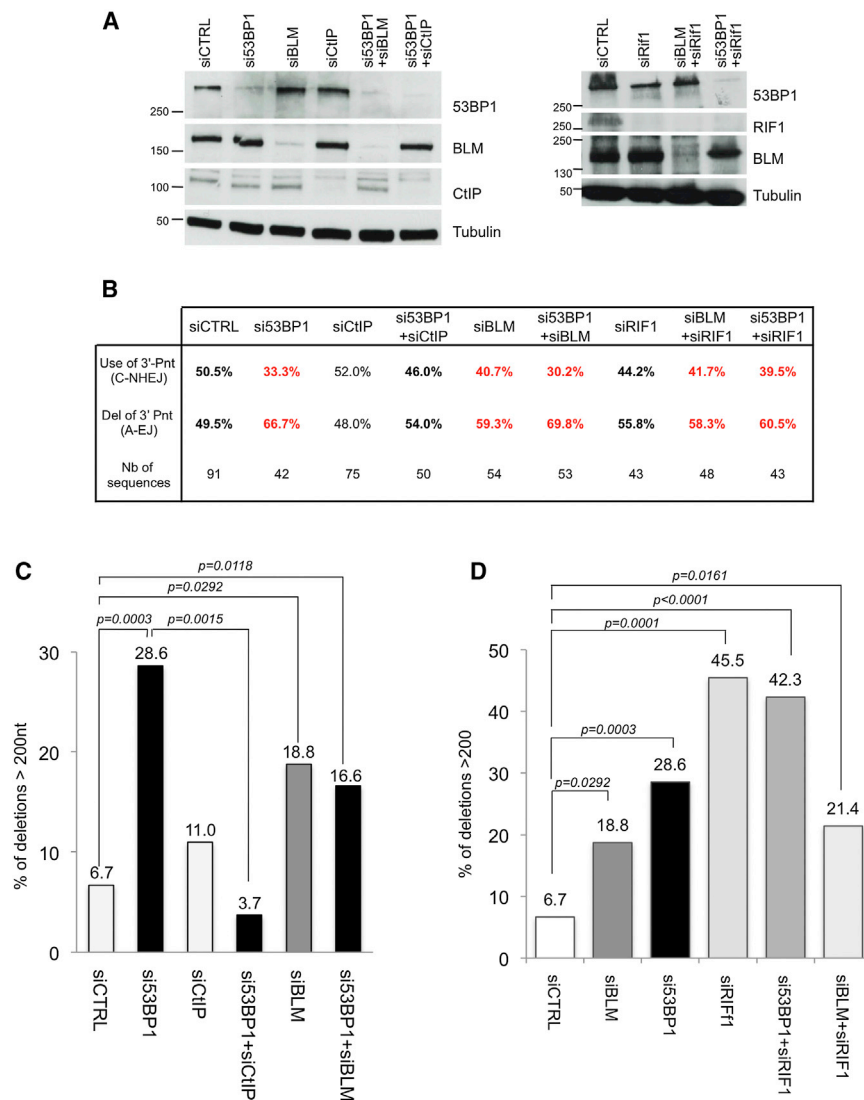 A
siCTRL si53BP1 siBLM siCtIP si53BP1 +siBLM si53BP1 +siCtIP
250
53BP1
150
BLM
100
CtIP
50
Tubulin
siCTRL siRif1 siBLM +siRif1 si53BP1 +siRif1
250
53BP1
250
RIF1
250
BLM
130
50
Tubulin
B
siCTRL si53BP1 siCtIP si53BP1 +siCtIP siBLM si53BP1 +siBLM siRIF1 siBLM +siRIF1 si53BP1 +siRIF1
Use of 3'-Pnt (C-NHEJ) 50.5% 33.3% 52.0% 46.0% 40.7% 30.2% 44.2% 41.7% 39.5%
Del of 3' Pnt (A-EJ) 49.5% 66.7% 48.0% 54.0% 59.3% 69.8% 55.8% 58.3% 60.5%
Nb of sequences 91 42 75 50 54 53 43 48 43
C
p=0.0118
p=0.0292
p=0.0003 p=0.0015
% of deletions > 200nt
30
20
10
0
6.7 28.6 11.0 3.7 18.8 16.6
siCTRL si53BP1 siCtIP si53BP1+siCtIP siBLM si53BP1+siBLM
D
p=0.0161
p<0.0001
p=0.0001
p=0.0003
p=0.0292
% of deletions >200
50
40
30
20
10
0
6.7 18.8 28.6 45.5 42.3 21.4
siCTRL siBLM si53BP1 siRIFf1 si53BP1+siRIF1 siBLM+siRIF1